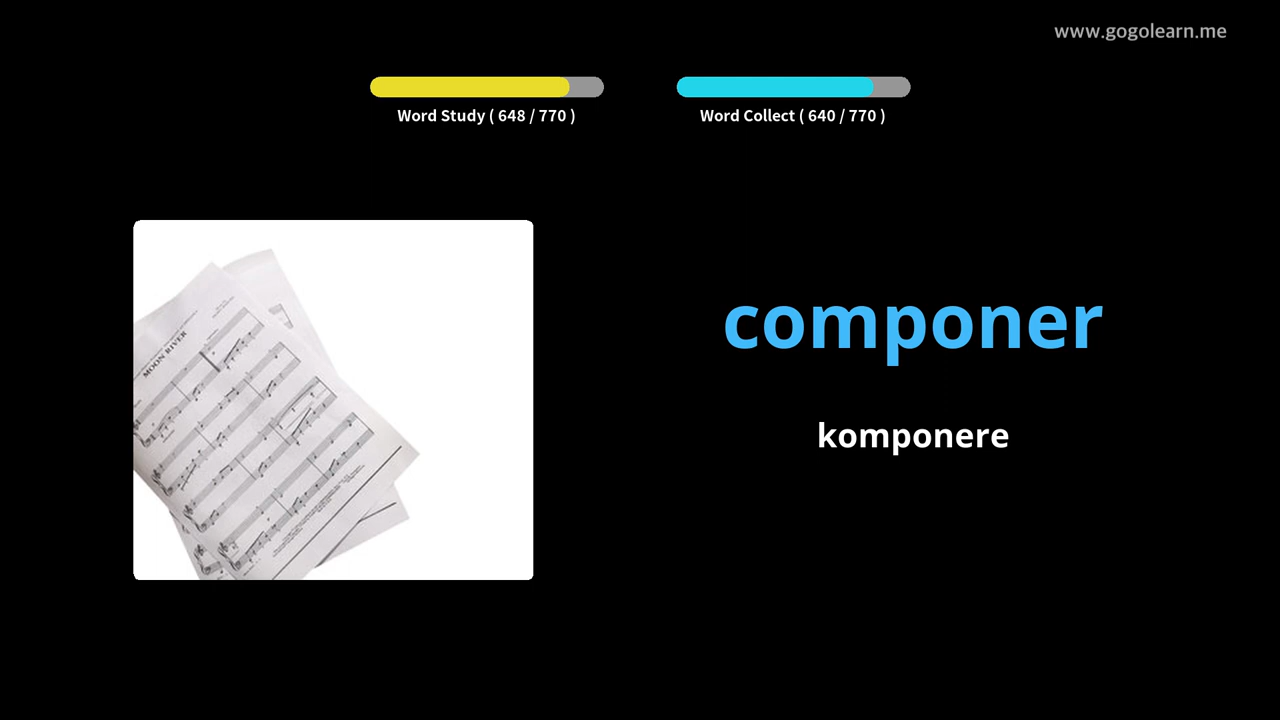 www.gogolearn.me
Word Study ( 648 / 770 )
Word Collect ( 640 / 770 )
MOON RIVER
componer
komponere